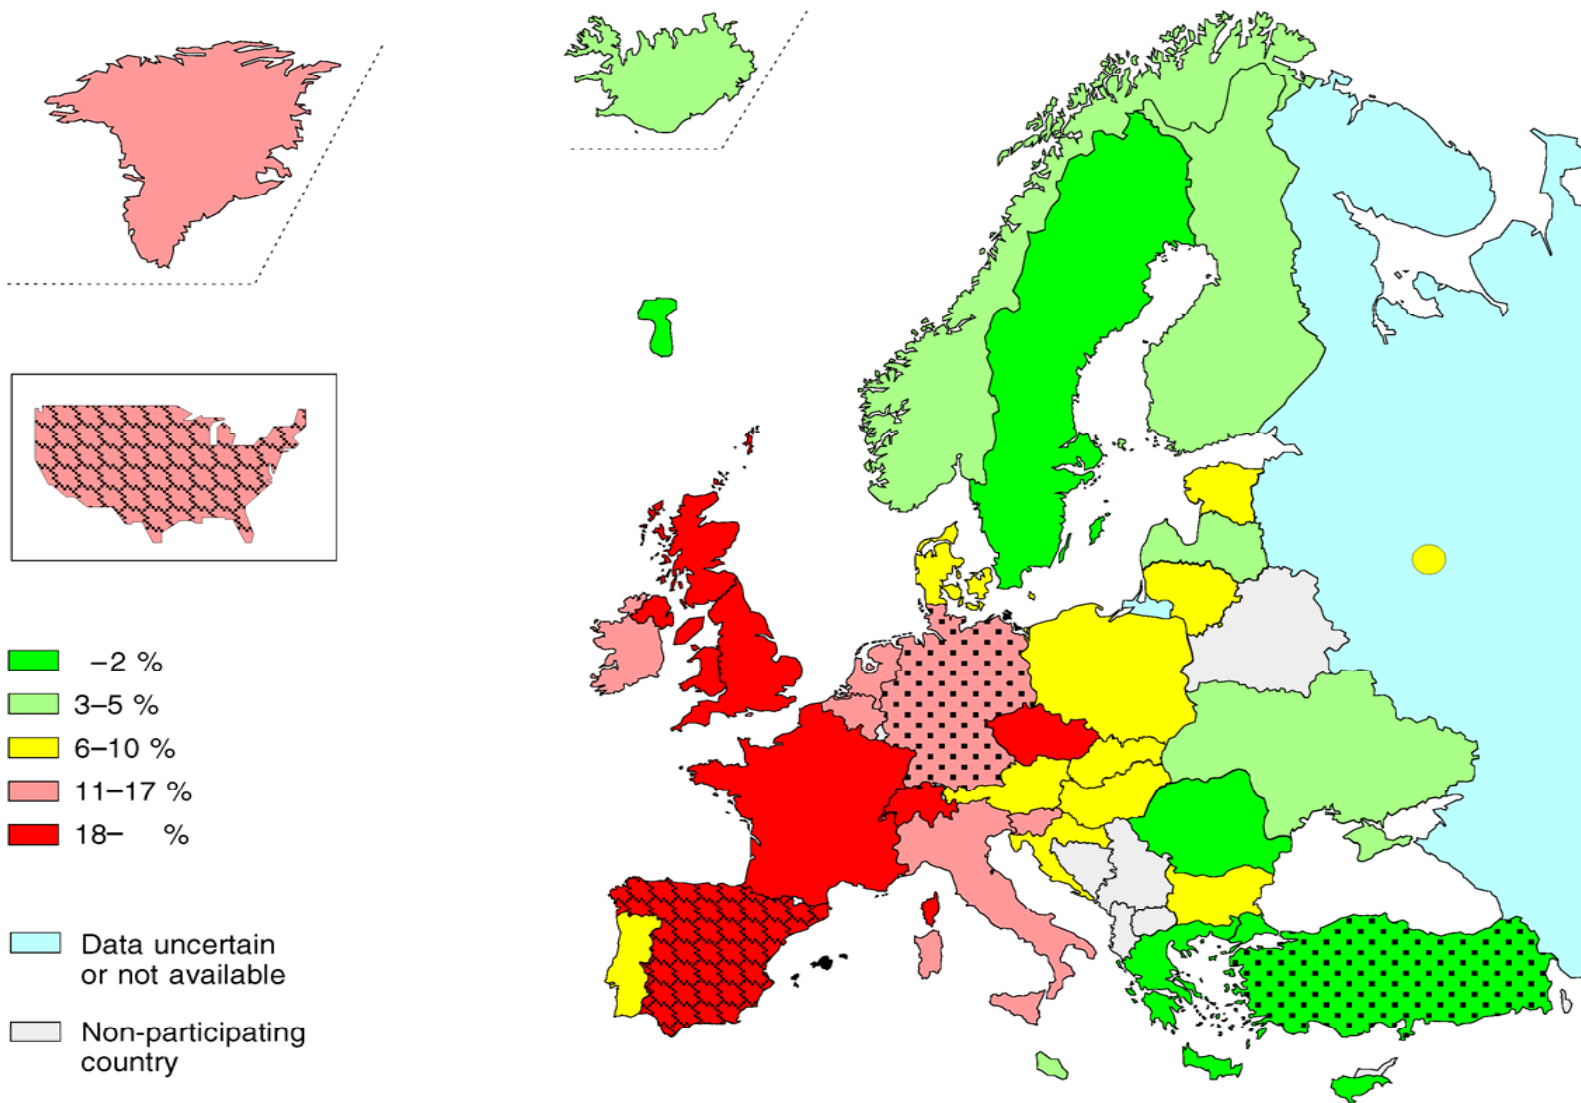 −2 %
3−5 %
6−10 %
11−17 %
18− %
Data uncertain
or not available
Non-participating
country